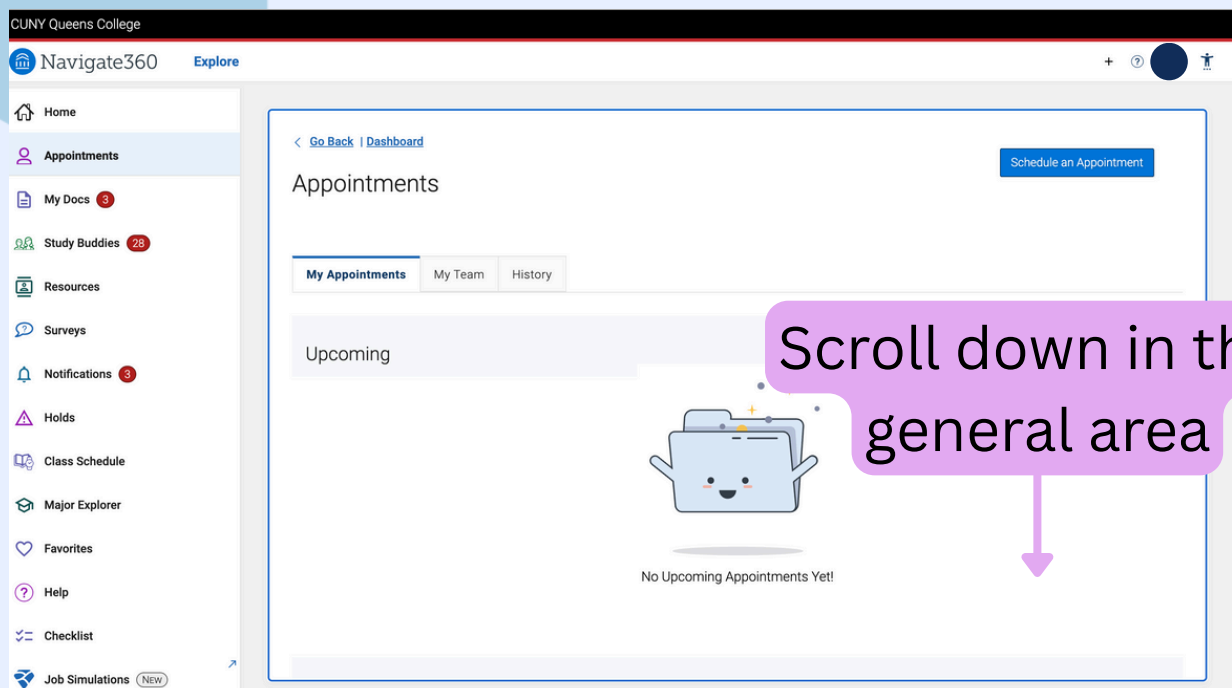 CUNY Queens College
Navigate360 Explore
+ ?
Home
Appointments
My Docs 3
Study Buddies 28
Resources
Surveys
Notifications 3
Holds
Class Schedule
Major Explorer
Favorites
Help
Checklist
Job Simulations New
< Go Back | Dashboard
Schedule an Appointment
Appointments
My Appointments My Team History
Upcoming
No Upcoming Appointments Yet!
Scroll down in th
general area